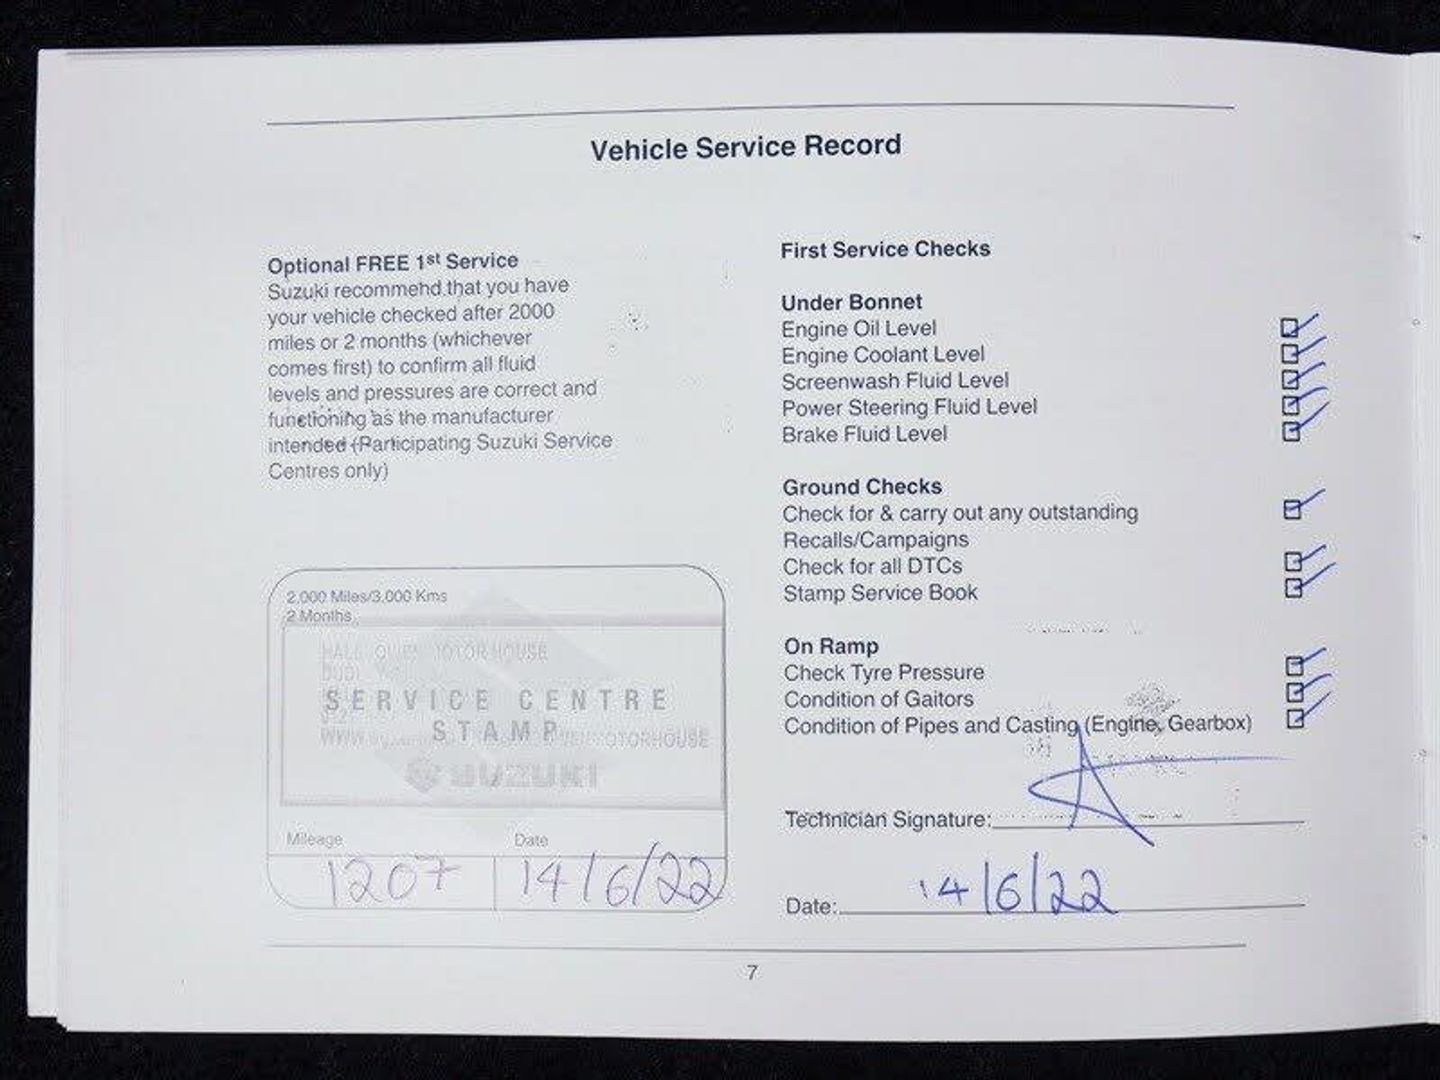 Vehicle Service Record
Optional FREE 1st Service
Suzuki recommend that you have
your vehicle checked after 2000
miles or 2 months (whichever
comes first) to confirm all fluid
levels and pressures are correct and
functioning as the manufacturer
intended (Participating Suzuki Service
Centres only)
2,000 Miles/3,000 Kms
2 Months
MOTOR HOUSE
SERVICE CENTRE
STAMP
SUZUKI
Mileage Date
1207 14/6/22
First Service Checks
Under Bonnet
Engine Oil Level
Engine Coolant Level
Screenwash Fluid Level
Power Steering Fluid Level
Brake Fluid Level
Ground Checks
Check for & carry out any outstanding
Recalls/Campaigns
Check for all DTCs
Stamp Service Book
On Ramp
Check Tyre Pressure
Condition of Gaitors
Condition of Pipes and Casting (Engine, Gearbox)
Technician Signature:
Date: 14/6/22
7